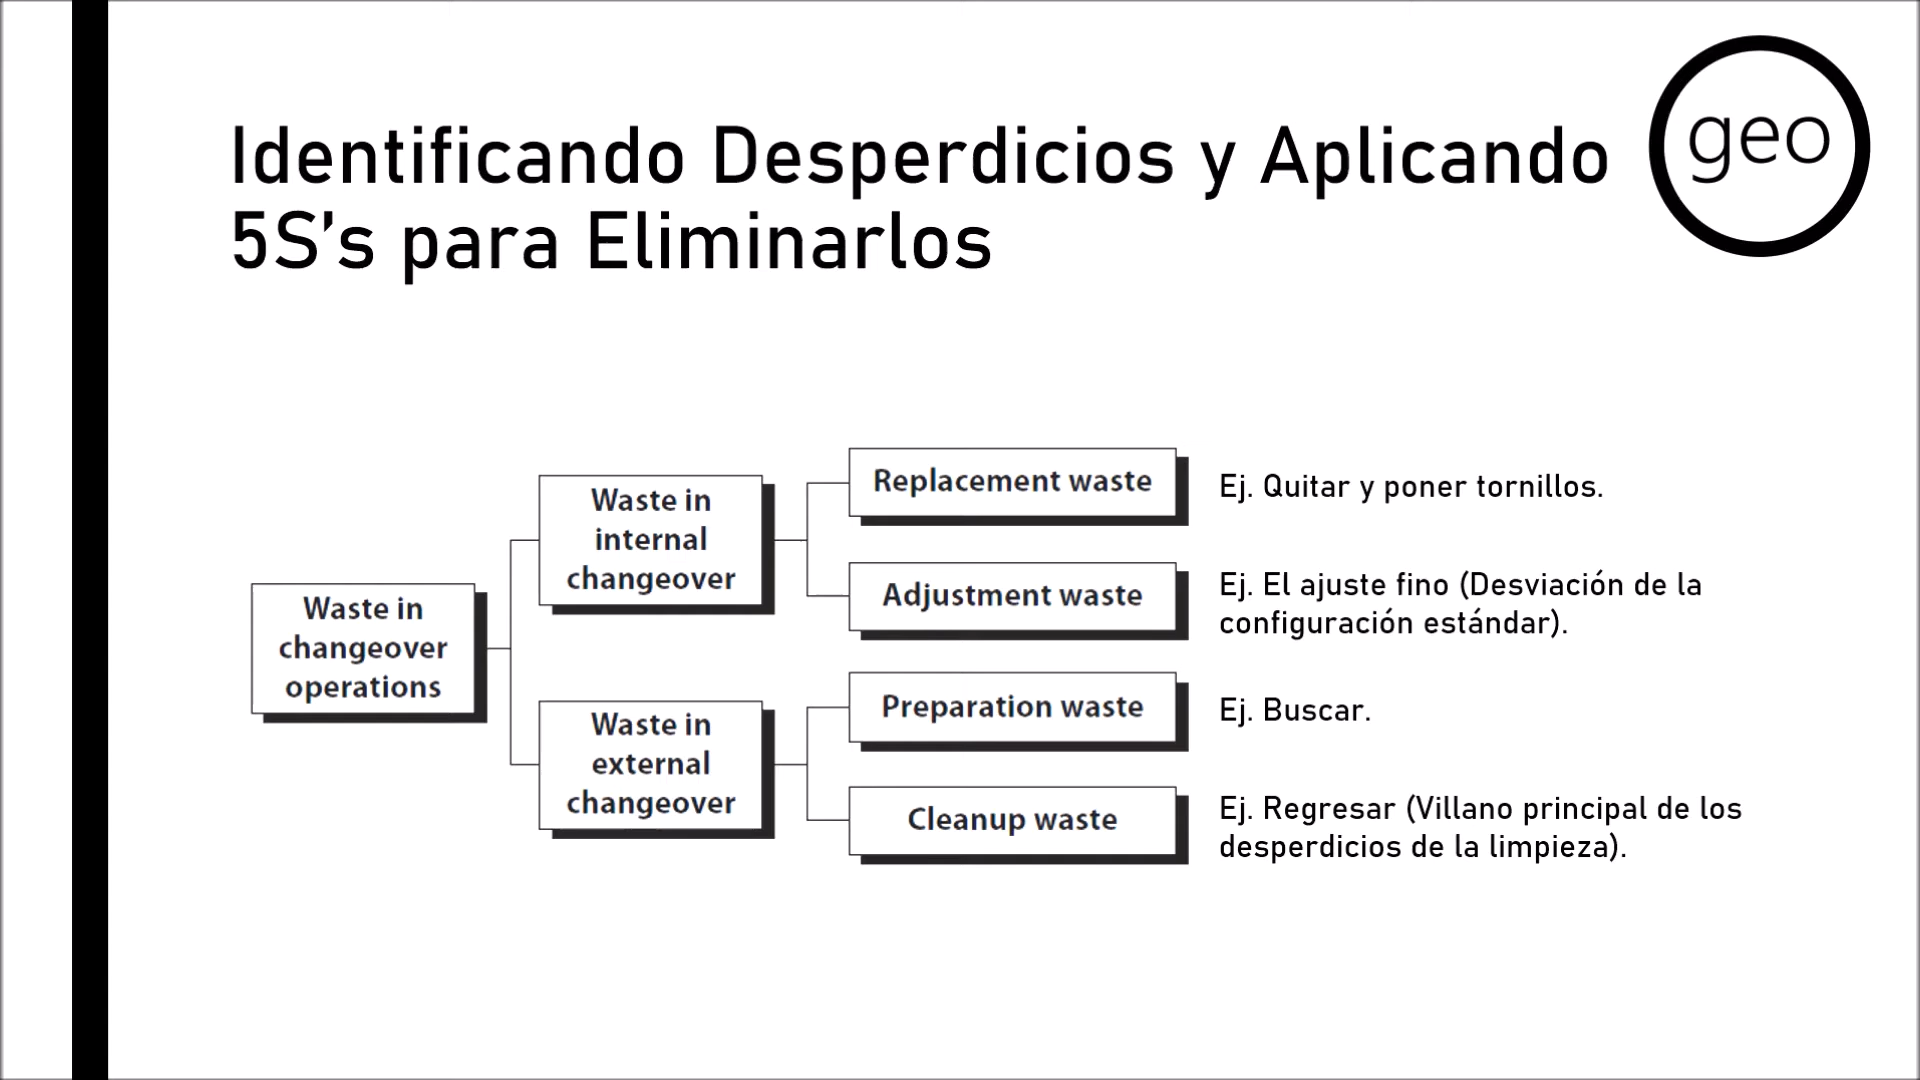 Identificando Desperdicios y Aplicando
5S’s para Eliminarlos
geo
Waste in
changeover
operations
Waste in
internal
changeover
Waste in
external
changeover
Replacement waste
Ej. Quitar y poner tornillos.
Adjustment waste
Ej. El ajuste fino (Desviación de la
configuración estándar).
Preparation waste
Ej. Buscar.
Cleanup waste
Ej. Regresar (Villano principal de los
desperdicios de la limpieza).